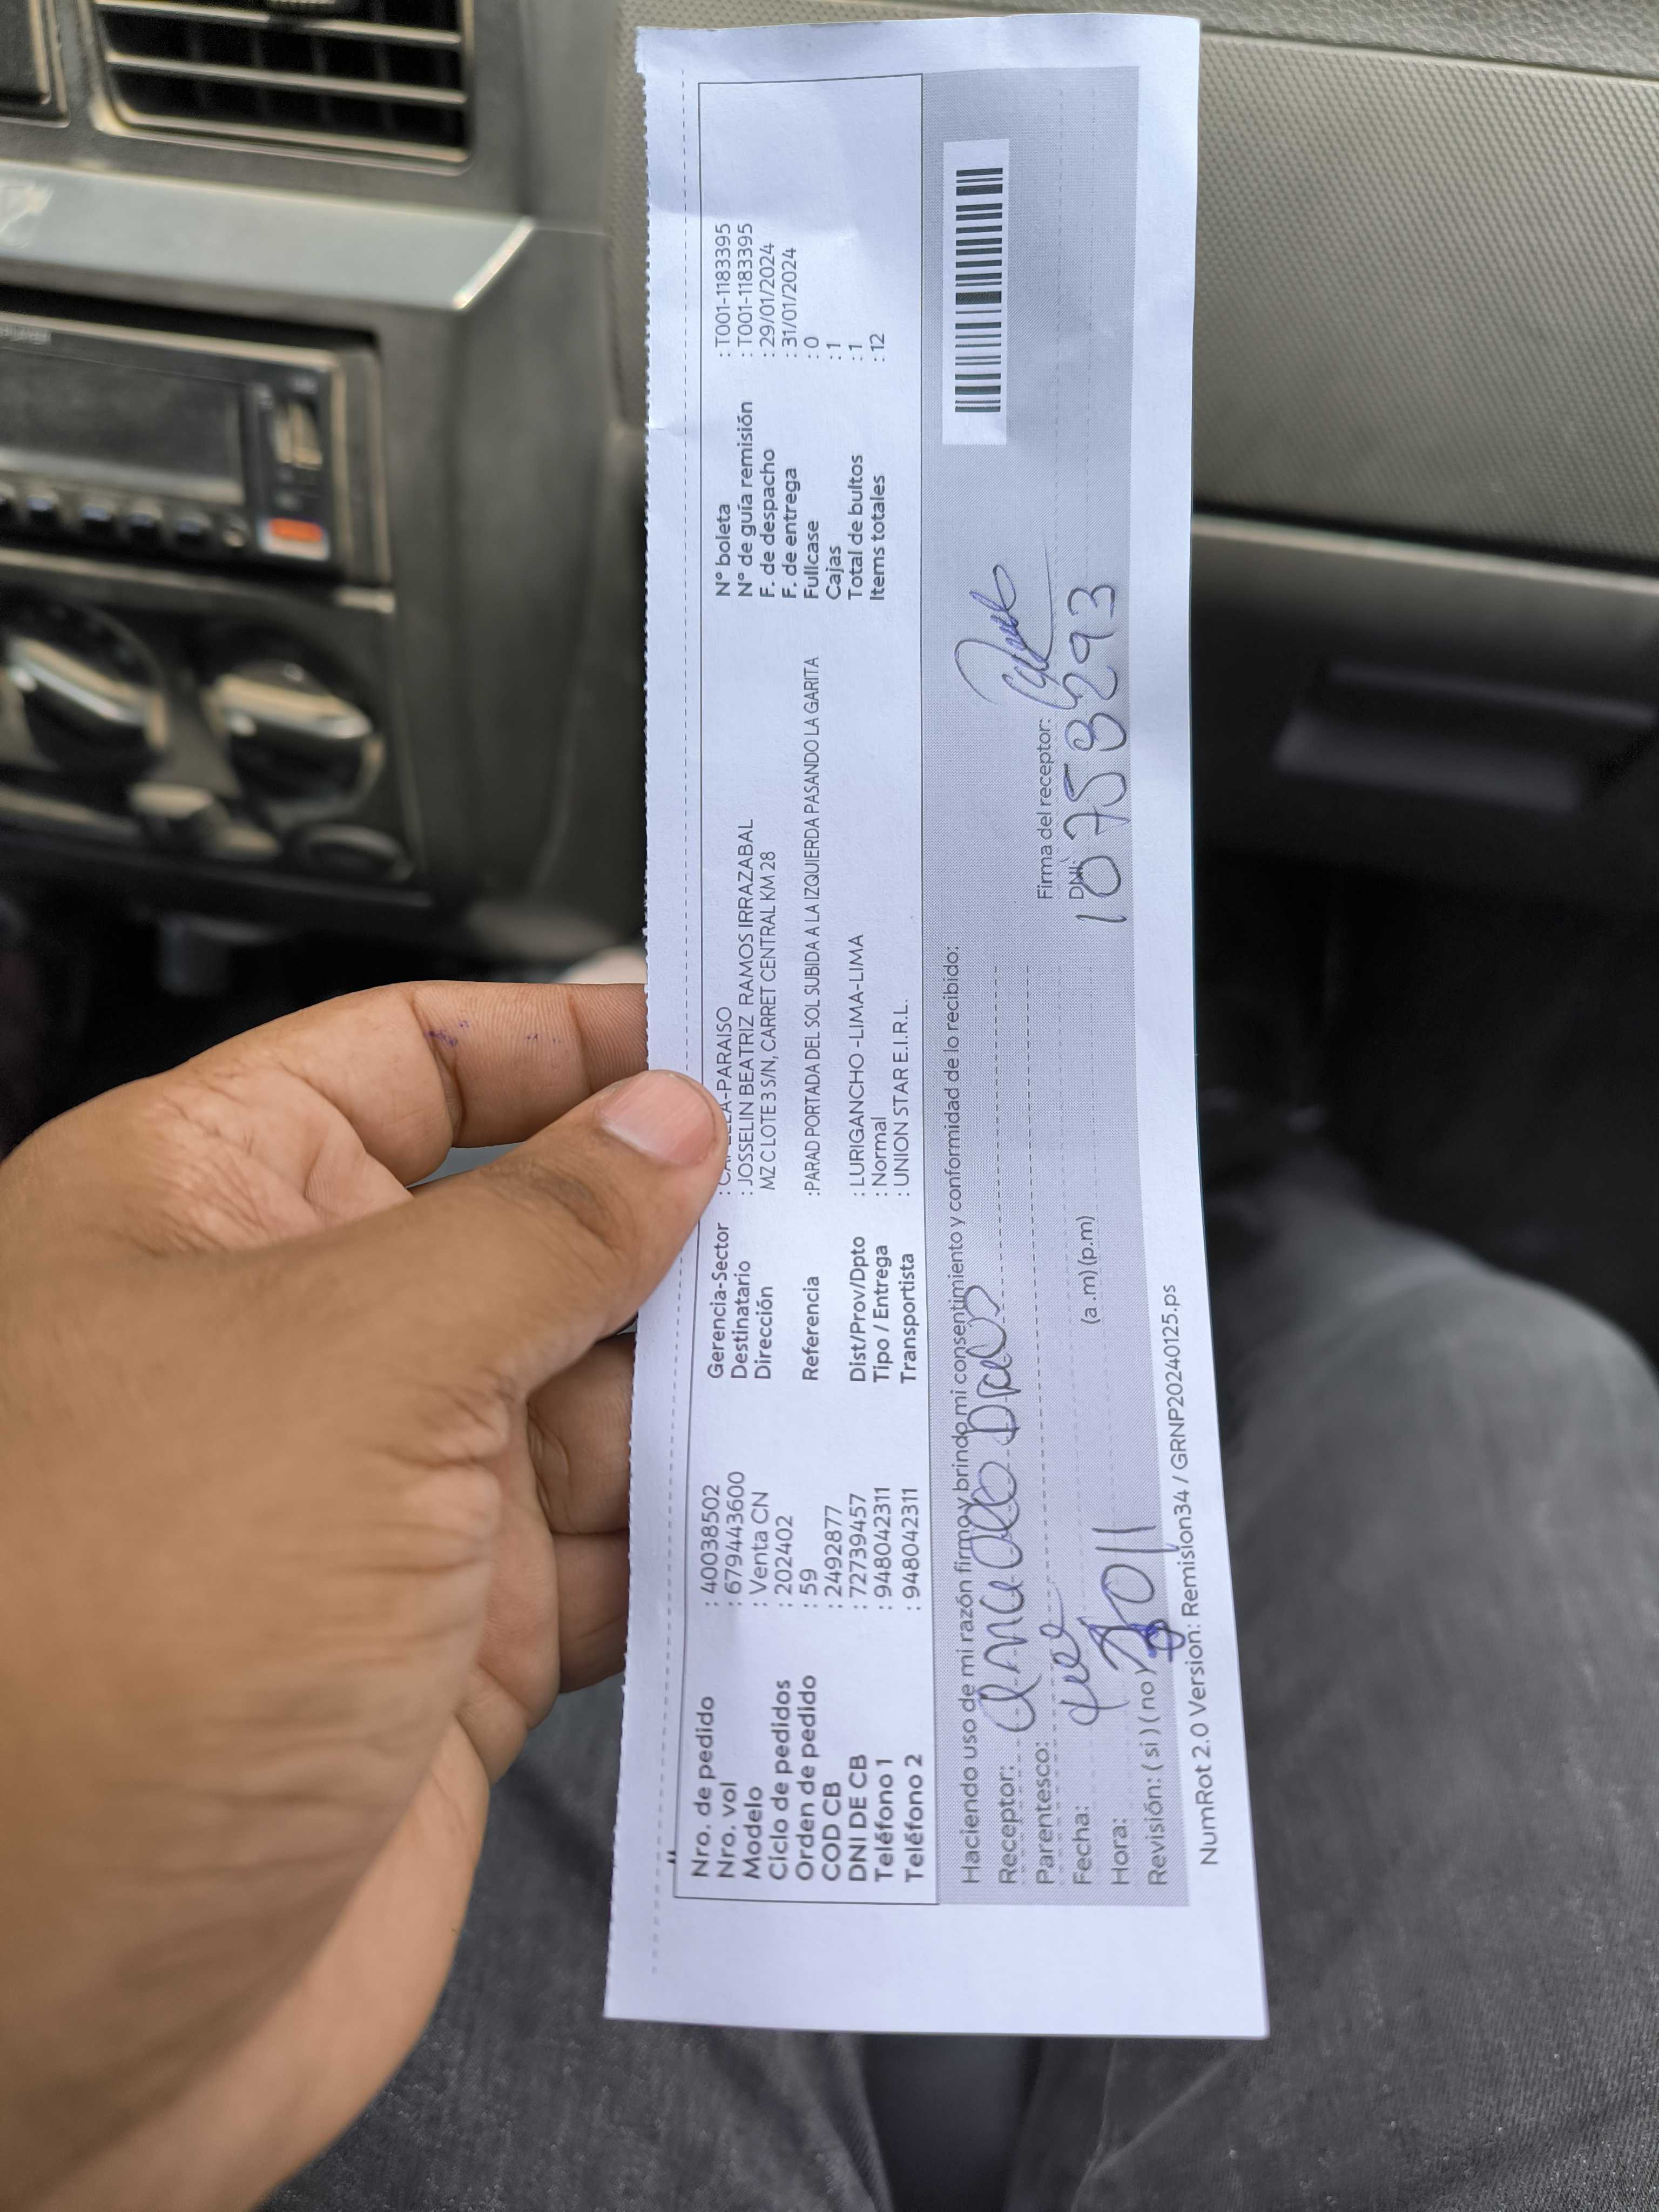 Nro. de pedido : 40038502
Nro. vol : 679443600
Modelo : Venta CN
Ciclo de pedidos : 202402
Orden de pedido : 59
COD CB : 2492877
DNI DE CB : 72739457
Teléfono 1 : 948042311
Teléfono 2 : 948042311
Gerencia-Sector : -PARAISO
Destinatario : JOSSELIN BEATRIZ RAMOS IRRAZABAL
Dirección MZ C LOTE 3 S/N, CARRET CENTRAL KM 28
Referencia :PARAD PORTADA DEL SOL SUBIDA A LA IZQUIERDA PASANDO LA GARITA
Dist/Prov/Dpto : LURIGANCHO -LIMA-LIMA
Tipo / Entrega : Normal
Transportista : UNION STAR E.I.R.L.
N° boleta : T001-1183395
N° de guía remisión : T001-1183395
F. de despacho : 29/01/2024
F. de entrega : 31/01/2024
Fullcase : 0
Cajas : 1
Total de bultos : 1
Items totales : 12
Haciendo uso de mi razón firmo y brindo mi consentimiento y conformidad de lo recibido:
Receptor:
Parentesco:
Fecha:
Hora: (a .m) (p.m)
Revisión: ( si ) ( no )
Firma del receptor:
DNI:
NumRot 2.0 Version: Remision34 / GRNP20240125.ps